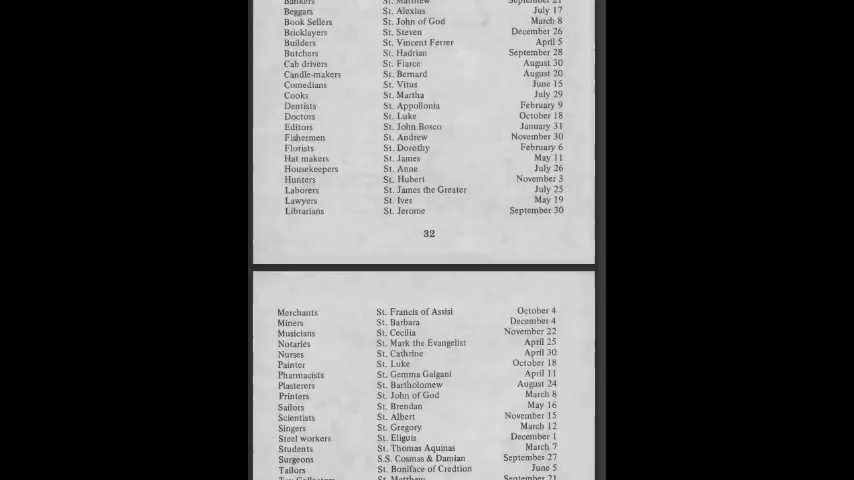 Bankers St. Matthew September 21
Beggars St. Alexius July 17
Book Sellers St. John of God March 8
Bricklayers St. Steven December 26
Builders St. Vincent Ferrer April 5
Butchers St. Hadrian September 28
Cab drivers St. Fiarce August 30
Candle-makers St. Bernard August 20
Comedians St. Vitus June 15
Cooks St. Martha July 29
Dentists St. Appollonia February 9
Doctors St. Luke October 18
Editors St. John Bosco January 31
Fishermen St. Andrew November 30
Florists St. Dorothy February 6
Hat makers St. James May 11
Housekeepers St. Anne July 26
Hunters St. Hubert November 3
Laborers St. James the Greater July 25
Lawyers St. Ives May 19
Librarians St. Jerome September 30
32
Merchants St. Francis of Assisi October 4
Miners St. Barbara December 4
Musicians St. Cecilia November 22
Notaries St. Mark the Evangelist April 25
Nurses St. Cathrine April 30
Painter St. Luke October 18
Pharmacists St. Gemma Galgani April 11
Plasterers St. Bartholomew August 24
Printers St. John of God March 8
Sailors St. Brendan May 16
Scientists St. Albert November 15
Singers St. Gregory March 12
Steel workers St. Eliguis December 1
Students St. Thomas Aquinas March 7
Surgeons S.S. Cosmas & Damian September 27
Tailors St. Boniface of Credtion June 5
St. Matthew September 21